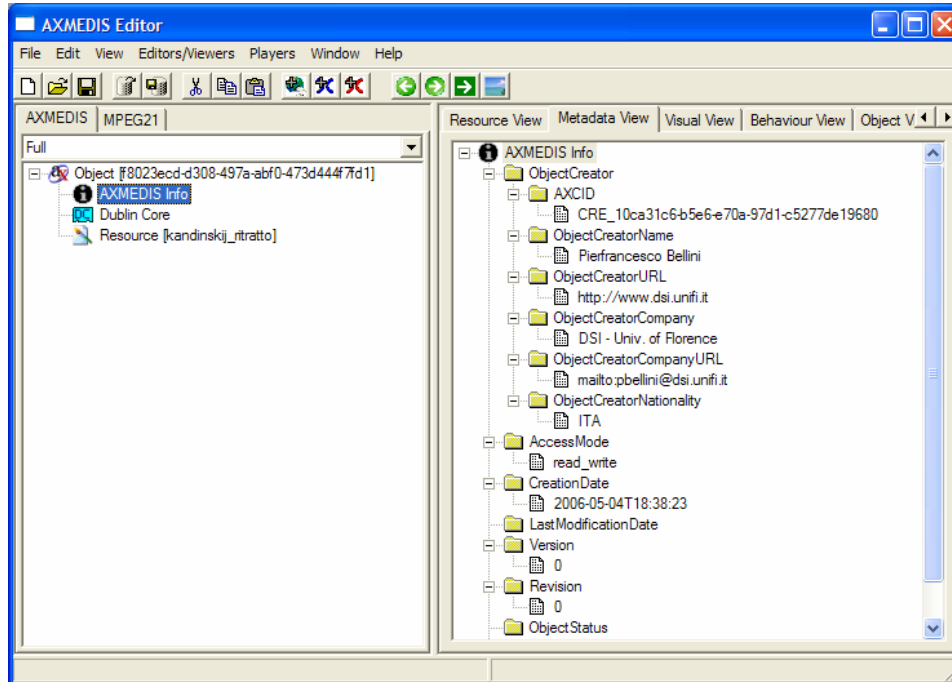 AXMEDIS Editor
File Edit View Editors/Viewers Players Window Help
AXMEDIS MPEG21
Full
Object [f8023ecd-d308-497a-abf0-473d444f7fd1]
AXMEDIS Info
Dublin Core
Resource [kandinskij_ritratto]
Resource View Metadata View Visual View Behaviour View Object V
AXMEDIS Info
ObjectCreator
AXCID
CRE_10ca31c6-b5e6-e70a-97d1-c5277de19680
ObjectCreatorName
Pierfrancesco Bellini
ObjectCreatorURL
http://www.dsi.unifi.it
ObjectCreatorCompany
DSI - Univ. of Florence
ObjectCreatorCompanyURL
mailto:pbellini@dsi.unifi.it
ObjectCreatorNationality
ITA
AccessMode
read_write
CreationDate
2006-05-04T18:38:23
LastModificationDate
Version
0
Revision
0
ObjectStatus